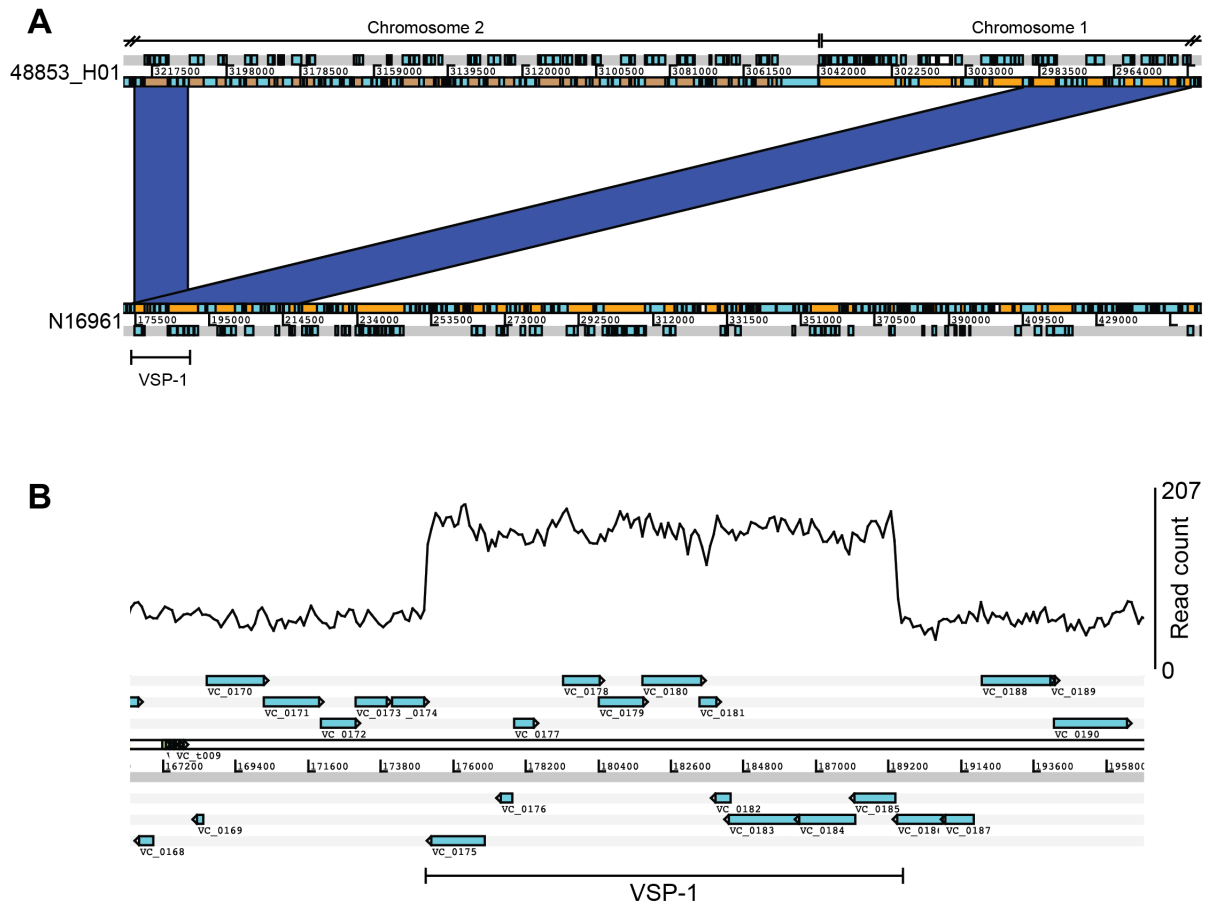 A
Chromosome 2 Chromosome 1
48853_H01
3217500 3198000 3178500 3159000 3139500 3120000 3100500 3081000 3061500 3042000 3022500 3003000 2983500 2964000
N16961
175500 195000 214500 234000 253500 273000 292500 312000 331500 351000 370500 390000 409500 429000
VSP-1
B
207
Read count
0
VC_0170 VC_0178 VC_0180 VC_0188 VC_0189
VC_0171 VC_0173 _0174 VC_0179 VC_0181
VC_0172 VC_0177 VC_0190
VC_t009
167200 169400 171600 173800 176000 178200 180400 182600 184800 187000 189200 191400 193600 195800
VC_0176 VC_0182 VC_0185
VC_0169 VC_0183 VC_0184 VC_0187
VC_0168 VC_0175
VSP-1